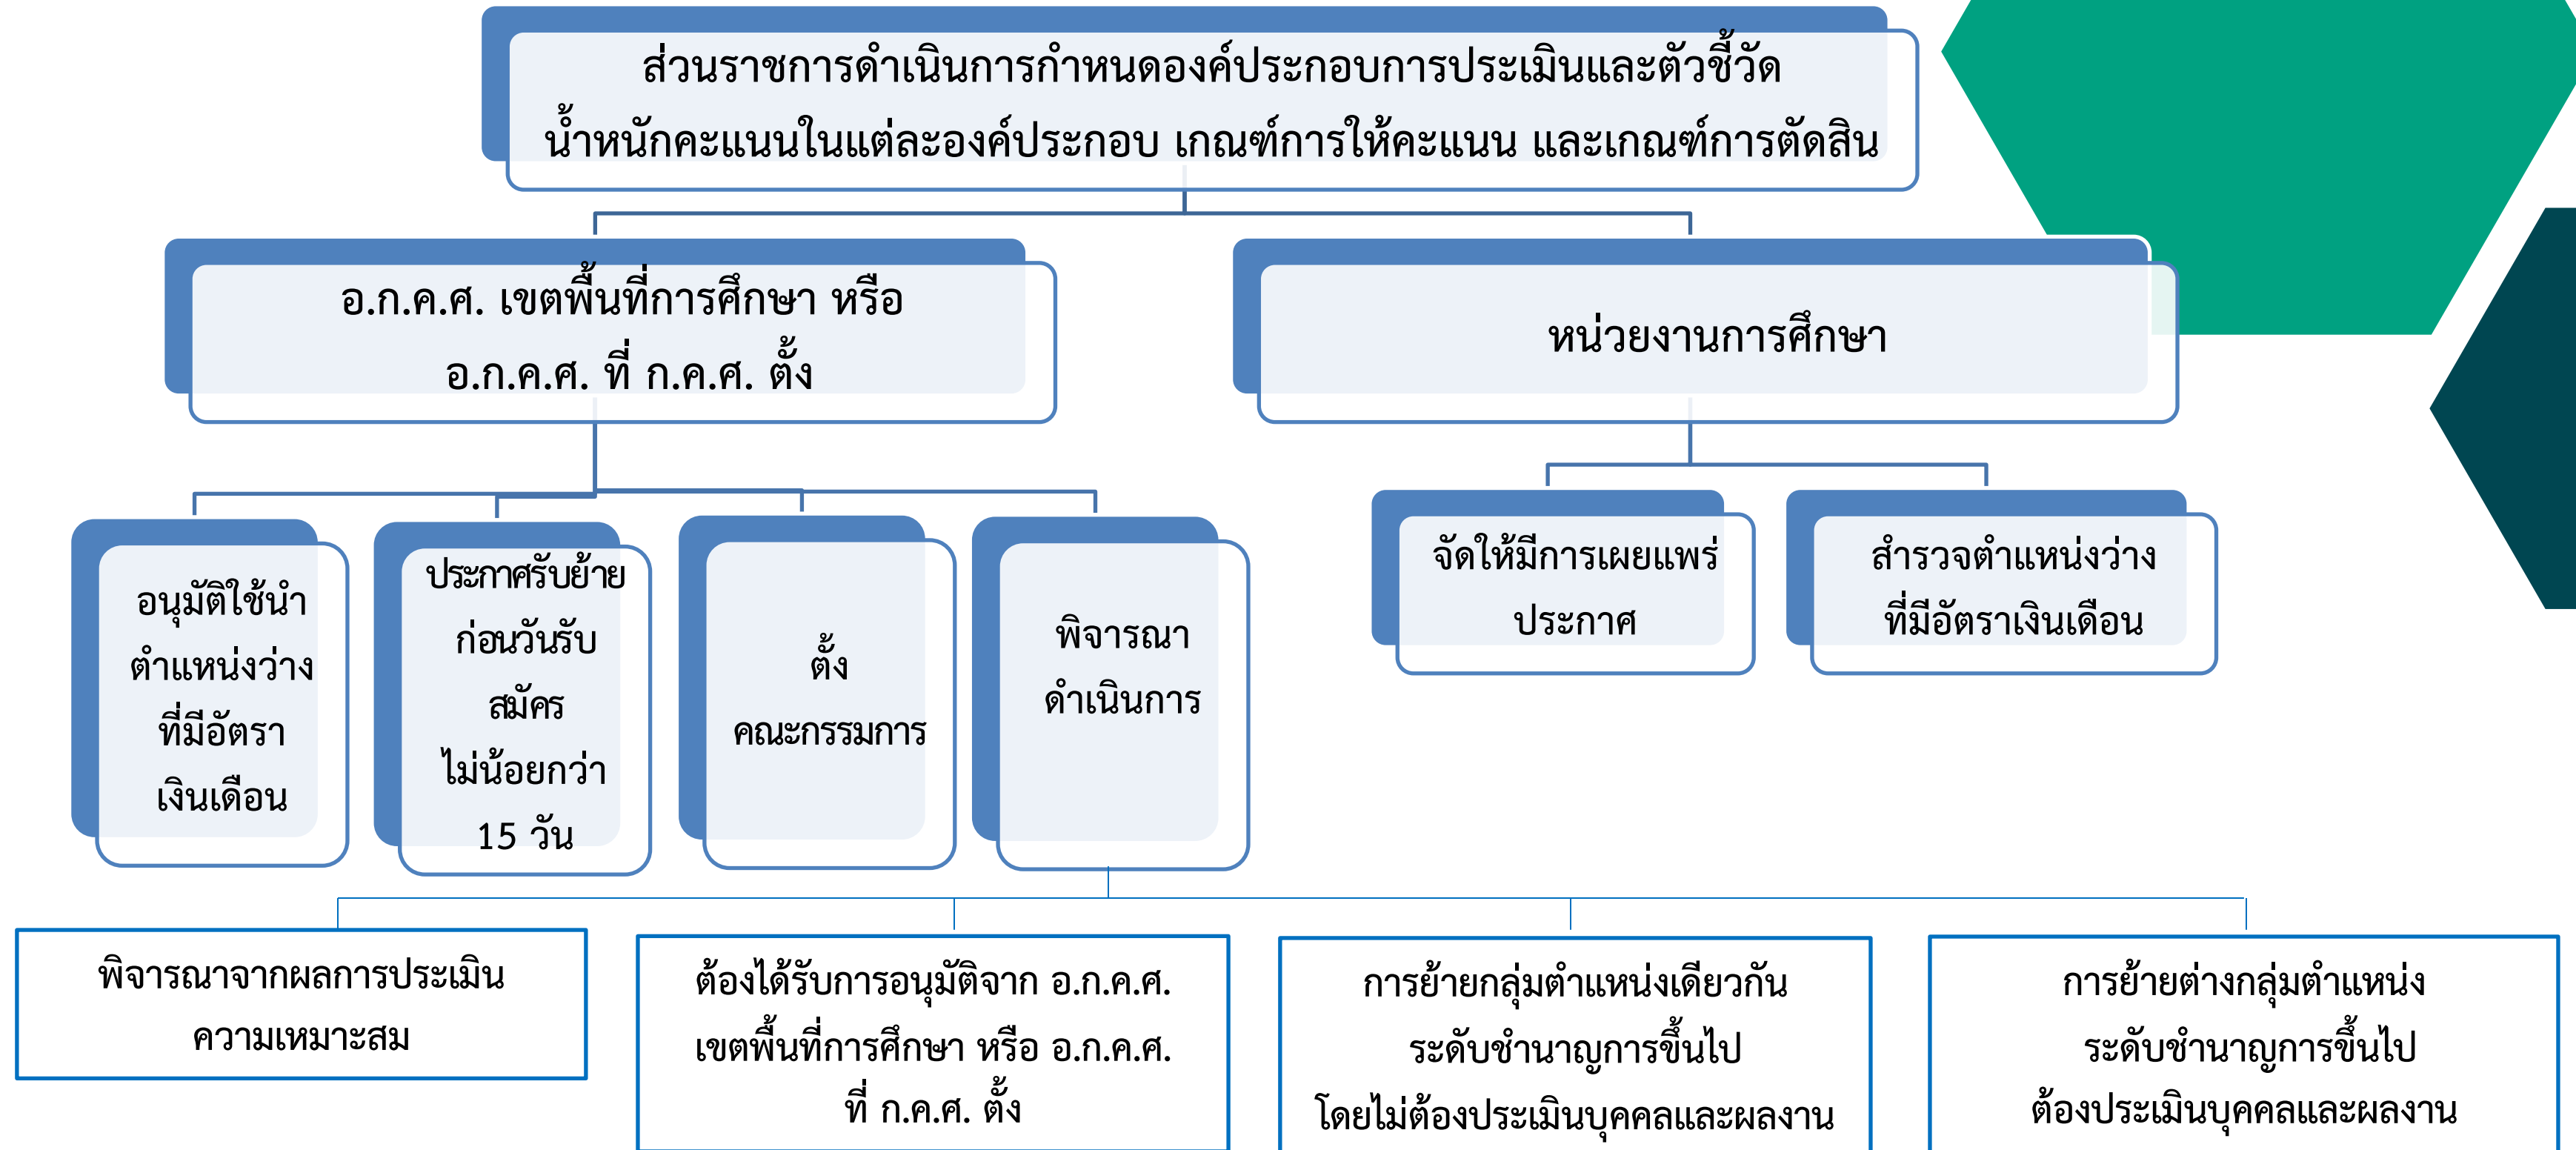 ส่วนราชการดำเนินการกำหนดองค์ประกอบการประเมินและตัวชี้วัด
น้ำหนักคะแนนในแต่ละองค์ประกอบ เกณฑ์การให้คะแนน และเกณฑ์การตัดสิน
อ.ก.ค.ศ. เขตพื้นที่การศึกษา หรือ
อ.ก.ค.ศ. ที่ ก.ค.ศ. ตั้ง
หน่วยงานการศึกษา
อนุมัติใช้นำ
ตำแหน่งว่าง
ที่มีอัตรา
เงินเดือน
ประกาศรับย้าย
ก่อนวันรับ
สมัคร
ไม่น้อยกว่า
15 วัน
ตั้ง
คณะกรรมการ
พิจารณา
ดำเนินการ
จัดให้มีการเผยแพร่
ประกาศ
สำรวจตำแหน่งว่าง
ที่มีอัตราเงินเดือน
พิจารณาจากผลการประเมิน
ความเหมาะสม
ต้องได้รับการอนุมัติจาก อ.ก.ค.ศ.
เขตพื้นที่การศึกษา หรือ อ.ก.ค.ศ.
ที่ ก.ค.ศ. ตั้ง
การย้ายกลุ่มตำแหน่งเดียวกัน
ระดับชำนาญการขึ้นไป
โดยไม่ต้องประเมินบุคคลและผลงาน
การย้ายต่างกลุ่มตำแหน่ง
ระดับชำนาญการขึ้นไป
ต้องประเมินบุคคลและผลงาน